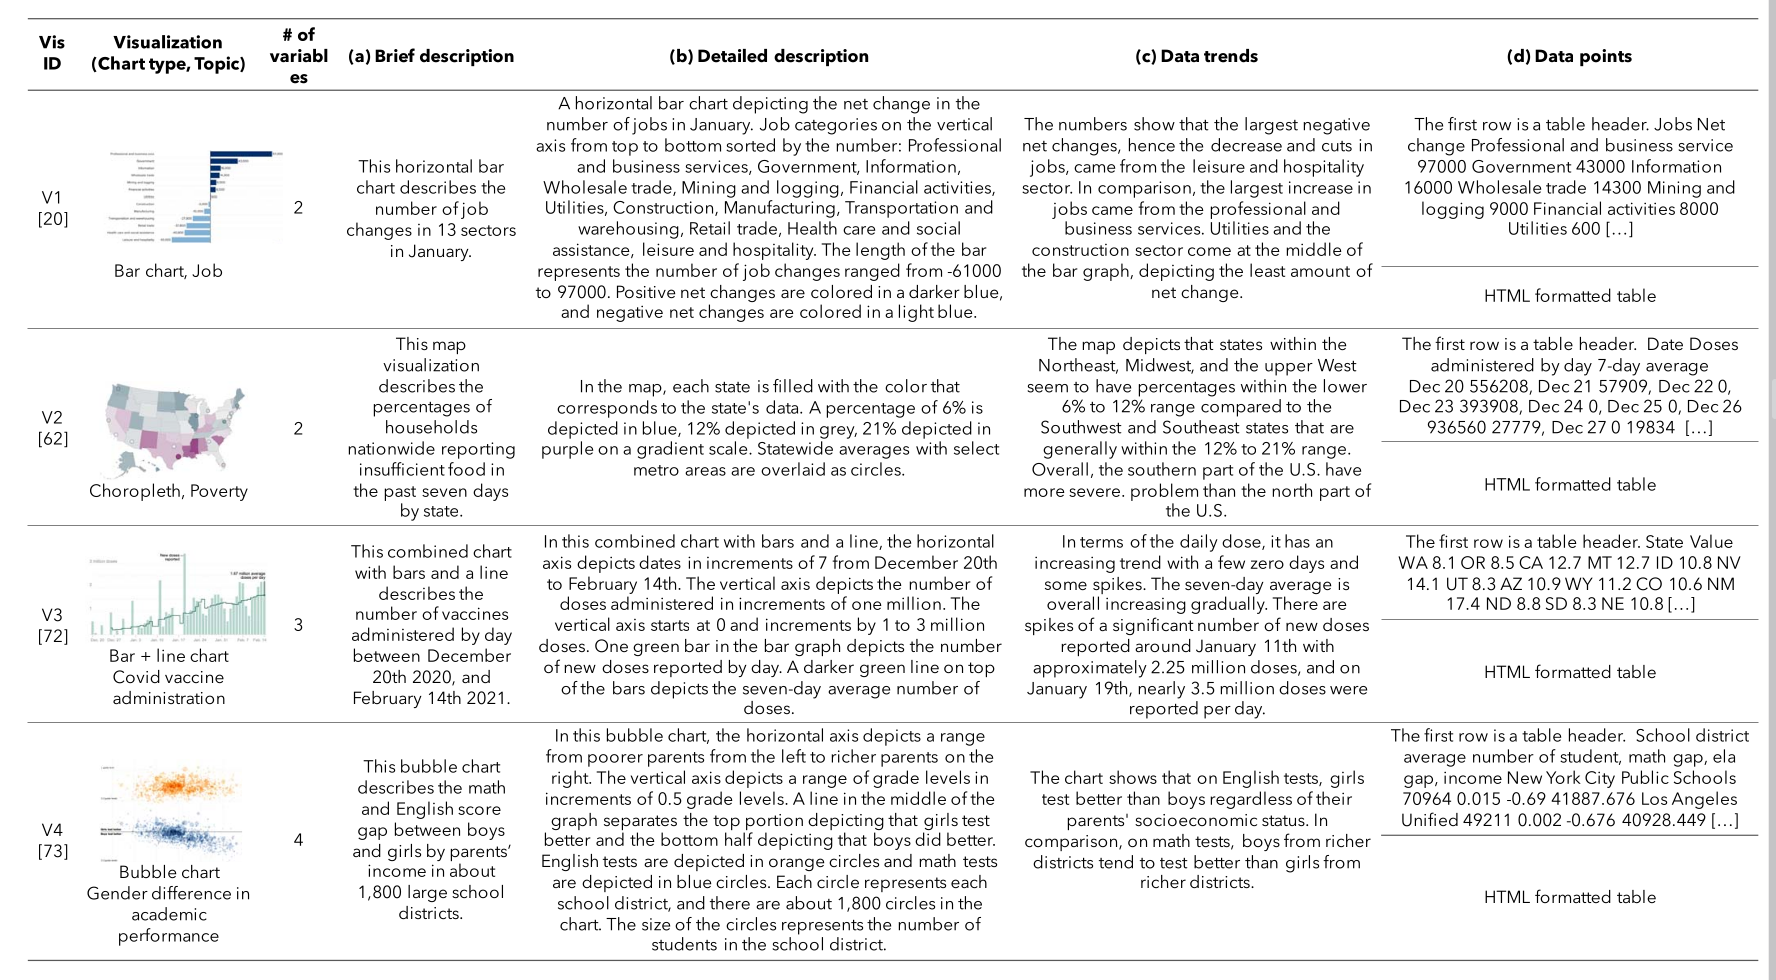 Vis ID
Visualization (Chart type, Topic)
# of variabl es
(a) Brief description
(b) Detailed description
(c) Data trends
(d) Data points
V1
[20]
Bar chart, Job
2
This horizontal bar
chart describes the
number of job
changes in 13 sectors
in January.
A horizontal bar chart depicting the net change in the
number of jobs in January. Job categories on the vertical
axis from top to bottom sorted by the number: Professional
and business services, Government, Information,
Wholesale trade, Mining and logging, Financial activities,
Utilities, Construction, Manufacturing, Transportation and
warehousing, Retail trade, Health care and social
assistance, leisure and hospitality. The length of the bar
represents the number of job changes ranged from -61000
to 97000. Positive net changes are colored in a darker blue,
and negative net changes are colored in a light blue.
The numbers show that the largest negative
net changes, hence the decrease and cuts in
jobs, came from the leisure and hospitality
sector. In comparison, the largest increase in
jobs came from the professional and
business services. Utilities and the
construction sector come at the middle of
the bar graph, depicting the least amount of
net change.
The first row is a table header. Jobs Net
change Professional and business service
97000 Government 43000 Information
16000 Wholesale trade 14300 Mining and
logging 9000 Financial activities 8000
Utilities 600 […]
HTML formatted table
V2
[62]
Choropleth, Poverty
2
This map
visualization
describes the
percentages of
households
nationwide reporting
insufficient food in
the past seven days
by state.
In the map, each state is filled with the color that
corresponds to the state's data. A percentage of 6% is
depicted in blue, 12% depicted in grey, 21% depicted in
purple on a gradient scale. Statewide averages with select
metro areas are overlaid as circles.
The map depicts that states within the
Northeast, Midwest, and the upper West
seem to have percentages within the lower
6% to 12% range compared to the
Southwest and Southeast states that are
generally within the 12% to 21% range.
Overall, the southern part of the U.S. have
more severe. problem than the north part of
the U.S.
The first row is a table header. Date Doses
administered by day 7-day average
Dec 20 556208, Dec 21 57909, Dec 22 0,
Dec 23 393908, Dec 24 0, Dec 25 0, Dec 26
936560 27779, Dec 27 0 19834 […]
HTML formatted table
V3
[72]
Bar + line chart
Covid vaccine
administration
3
This combined chart
with bars and a line
describes the
number of vaccines
administered by day
between December
20th 2020, and
February 14th 2021.
In this combined chart with bars and a line, the horizontal
axis depicts dates in increments of 7 from December 20th
to February 14th. The vertical axis depicts the number of
doses administered in increments of one million. The
vertical axis starts at 0 and increments by 1 to 3 million
doses. One green bar in the bar graph depicts the number
of new doses reported by day. A darker green line on top
of the bars depicts the seven-day average number of
doses.
In terms of the daily dose, it has an
increasing trend with a few zero days and
some spikes. The seven-day average is
overall increasing gradually. There are
spikes of a significant number of new doses
reported around January 11th with
approximately 2.25 million doses, and on
January 19th, nearly 3.5 million doses were
reported per day.
The first row is a table header. State Value
WA 8.1 OR 8.5 CA 12.7 MT 12.7 ID 10.8 NV
14.1 UT 8.3 AZ 10.9 WY 11.2 CO 10.6 NM
17.4 ND 8.8 SD 8.3 NE 10.8 […]
HTML formatted table
V4
[73]
Bubble chart
Gender difference in
academic
performance
4
This bubble chart
describes the math
and English score
gap between boys
and girls by parents’
income in about
1,800 large school
districts.
In this bubble chart, the horizontal axis depicts a range
from poorer parents from the left to richer parents on the
right. The vertical axis depicts a range of grade levels in
increments of 0.5 grade levels. A line in the middle of the
graph separates the top portion depicting that girls test
better and the bottom half depicting that boys did better.
English tests are depicted in orange circles and math tests
are depicted in blue circles. Each circle represents each
school district, and there are about 1,800 circles in the
chart. The size of the circles represents the number of
students in the school district.
The chart shows that on English tests, girls
test better than boys regardless of their
parents' socioeconomic status. In
comparison, on math tests, boys from richer
districts tend to test better than girls from
richer districts.
The first row is a table header. School district
average number of student, math gap, ela
gap, income New York City Public Schools
70964 0.015 -0.69 41887.676 Los Angeles
Unified 49211 0.002 -0.676 40928.449 […]
HTML formatted table